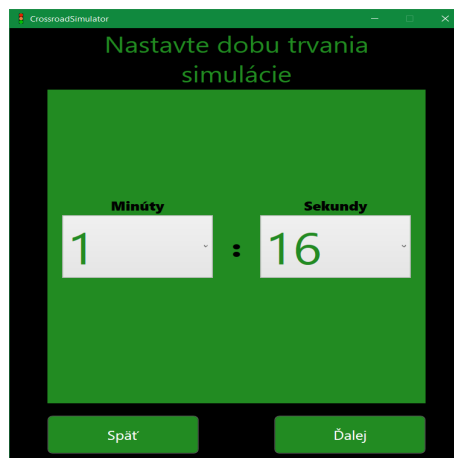 CrossroadSimulator
Nastavte dobu trvania
simulácie
Minúty
Sekundy
1 : 16
Späť
Ďalej